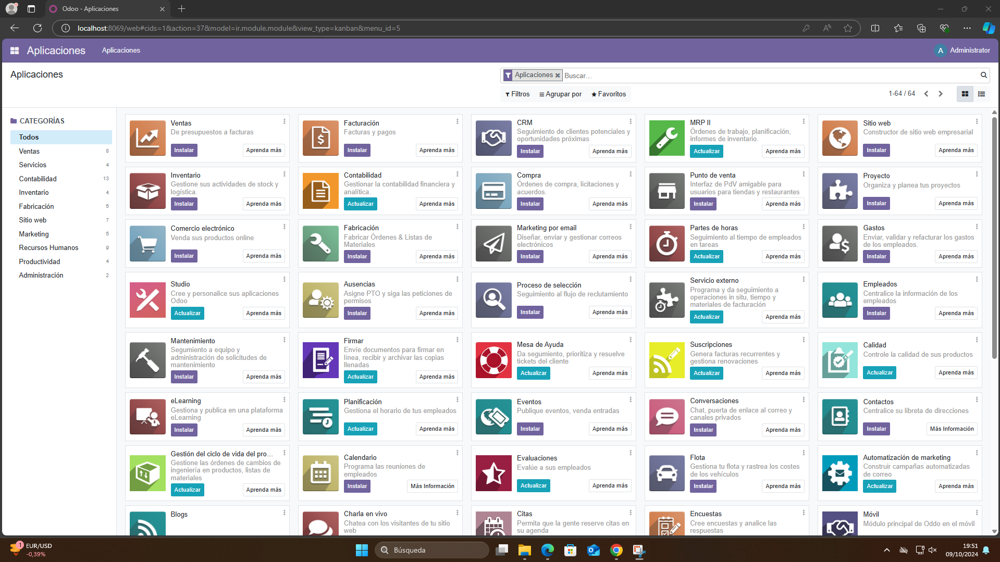 Odoo - Aplicaciones
localhost:8069/web#cids=1&action=37&model=ir.module.module&view_type=kanban&menu_id=5
Aplicaciones
Aplicaciones
A
Administrator
Aplicaciones
Aplicaciones
Buscar...
Filtros
Agrupar por
Favoritos
1-64 / 64
CATEGORÍAS
Todos
Ventas 8
Servicios 4
Contabilidad 13
Inventario 4
Fabricación 5
Sitio web 7
Marketing 5
Recursos Humanos 9
Productividad 4
Administración 2
Ventas
De presupuestos a facturas
Instalar
Aprenda más
Facturación
Facturas y pagos
Instalar
Aprenda más
CRM
Seguimiento de clientes potenciales y
oportunidades próximas
Instalar
Aprenda más
MRP II
Órdenes de trabajo, planificación,
informes de inventario.
Actualizar
Aprenda más
Sitio web
Constructor de sitio web empresarial
Instalar
Aprenda más
Inventario
Gestione sus actividades de stock y
logística.
Instalar
Aprenda más
Contabilidad
Gestionar la contabilidad financiera y
analítica.
Actualizar
Aprenda más
Compra
Órdenes de compra, licitaciones y
acuerdos.
Instalar
Aprenda más
Punto de venta
Interfaz de PdV amigable para
usuarios para tiendas y restaurantes
Instalar
Aprenda más
Proyecto
Organiza y planea tus proyectos
Instalar
Aprenda más
Comercio electrónico
Venda sus productos online
Instalar
Aprenda más
Fabricación
Fabricar Órdenes & Listas de
Materiales
Instalar
Aprenda más
Marketing por email
Diseñar, enviar y gestionar correos
electrónicos
Instalar
Aprenda más
Partes de horas
Seguimiento al tiempo de empleados
en tareas
Actualizar
Aprenda más
Gastos
Enviar, validar y refacturar los gastos
de los empleados.
Instalar
Aprenda más
Studio
Cree y personalice sus aplicaciones
Odoo
Actualizar
Aprenda más
Ausencias
Asigne PTO y siga las peticiones de
permisos
Instalar
Aprenda más
Proceso de selección
Seguimiento al flujo de reclutamiento
Instalar
Aprenda más
Servicio externo
Programa y da seguimiento a
operaciones in situ, tiempo y
materiales de facturación
Actualizar
Aprenda más
Empleados
Centralice la información de los
empleados
Instalar
Aprenda más
Mantenimiento
Segumiento a equipo y
administración de solicitudes de
mantenimiento
Instalar
Aprenda más
Firmar
Envíe documentos para firmar en
línea, recibir y archivar las copias
llenadas
Actualizar
Aprenda más
Mesa de Ayuda
Da segumiento, prioritiza y resuelve
tickets del cliente
Actualizar
Aprenda más
Suscripciones
Genera facturas recurrentes y
gestiona renovaciones
Actualizar
Aprenda más
Calidad
Controle la calidad de sus productos
Actualizar
Aprenda más
eLearning
Gestiona y publica en una plataforma
eLearning
Instalar
Aprenda más
Planificación
Gestiona el horario de tus empleados
Actualizar
Aprenda más
Eventos
Publique eventos, venda entradas
Instalar
Aprenda más
Conversaciones
Chat, puerta de enlace al correo y
canales privados
Instalar
Aprenda más
Contactos
Centralice su libreta de direcciones
Instalar
Más Información
Gestión del ciclo de vida del pro...
Gestione las órdenes de cambios de
ingeniería en productos, listas de
materiales
Actualizar
Aprenda más
Calendario
Programa las reuniones de
empleados
Instalar
Más Información
Evaluaciones
Evalúe a sus empleados
Actualizar
Aprenda más
Flota
Gestiona tu flota y rastrea los costes
de los vehículos
Instalar
Aprenda más
Automatización de marketing
Construir campañas automatizadas
de correo
Actualizar
Aprenda más
Blogs
Charla en vivo
Chatea con los visitantes de tu sitio
web
Citas
Permita que la gente reserve citas en
su agenda
Encuestas
Cree encuestas y analice las
respuestas
Móvil
Módulo principal de Oddo en el móvil
1
EUR/USD
-0,39%
Búsqueda
19:51
09/10/2024